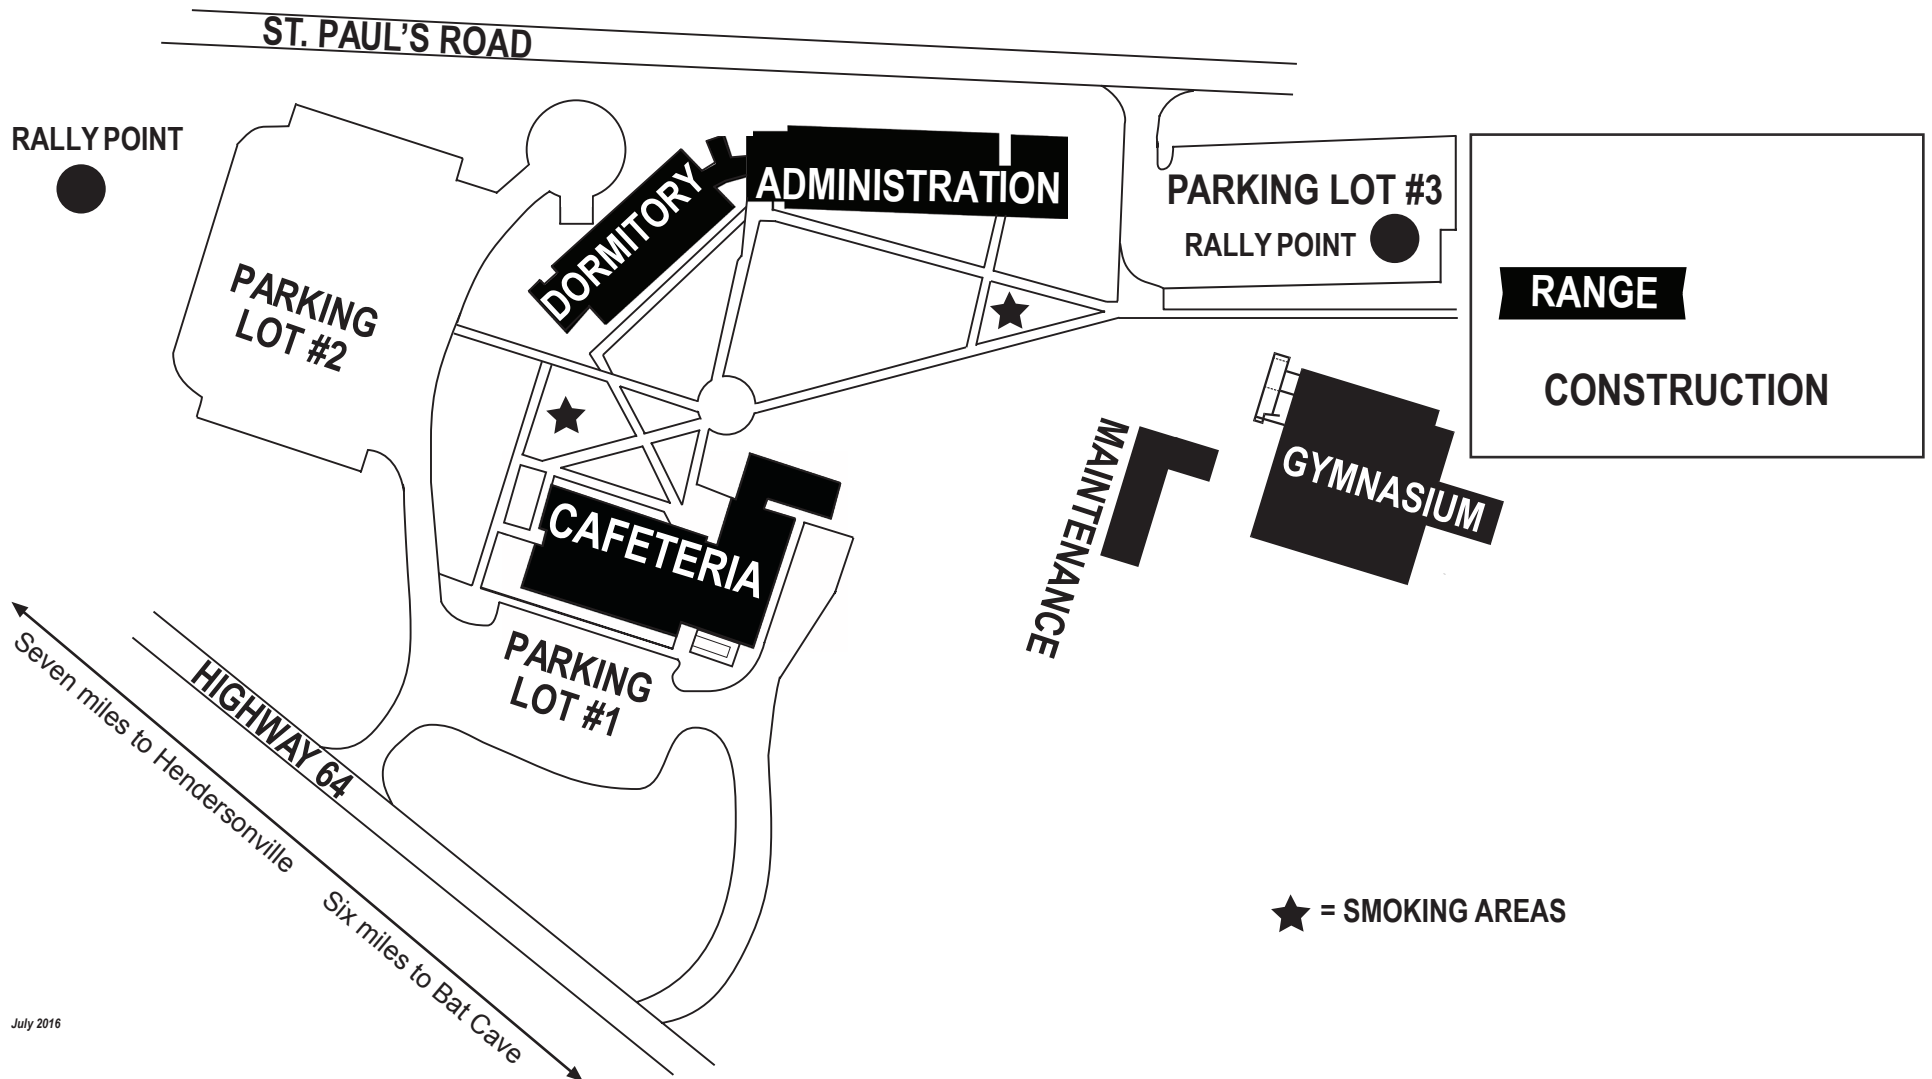 ST. PAUL'S ROAD
RALLY POINT
DORMITORY
ADMINISTRATION
PARKING LOT #3
RALLY POINT
PARKING
LOT #2
RANGE
CONSTRUCTION
MAINTENANCE
GYMNASIUM
CAFETERIA
PARKING
LOT #1
HIGHWAY 64
Seven miles to Hendersonville
Six miles to Bat Cave
= SMOKING AREAS
July 2016